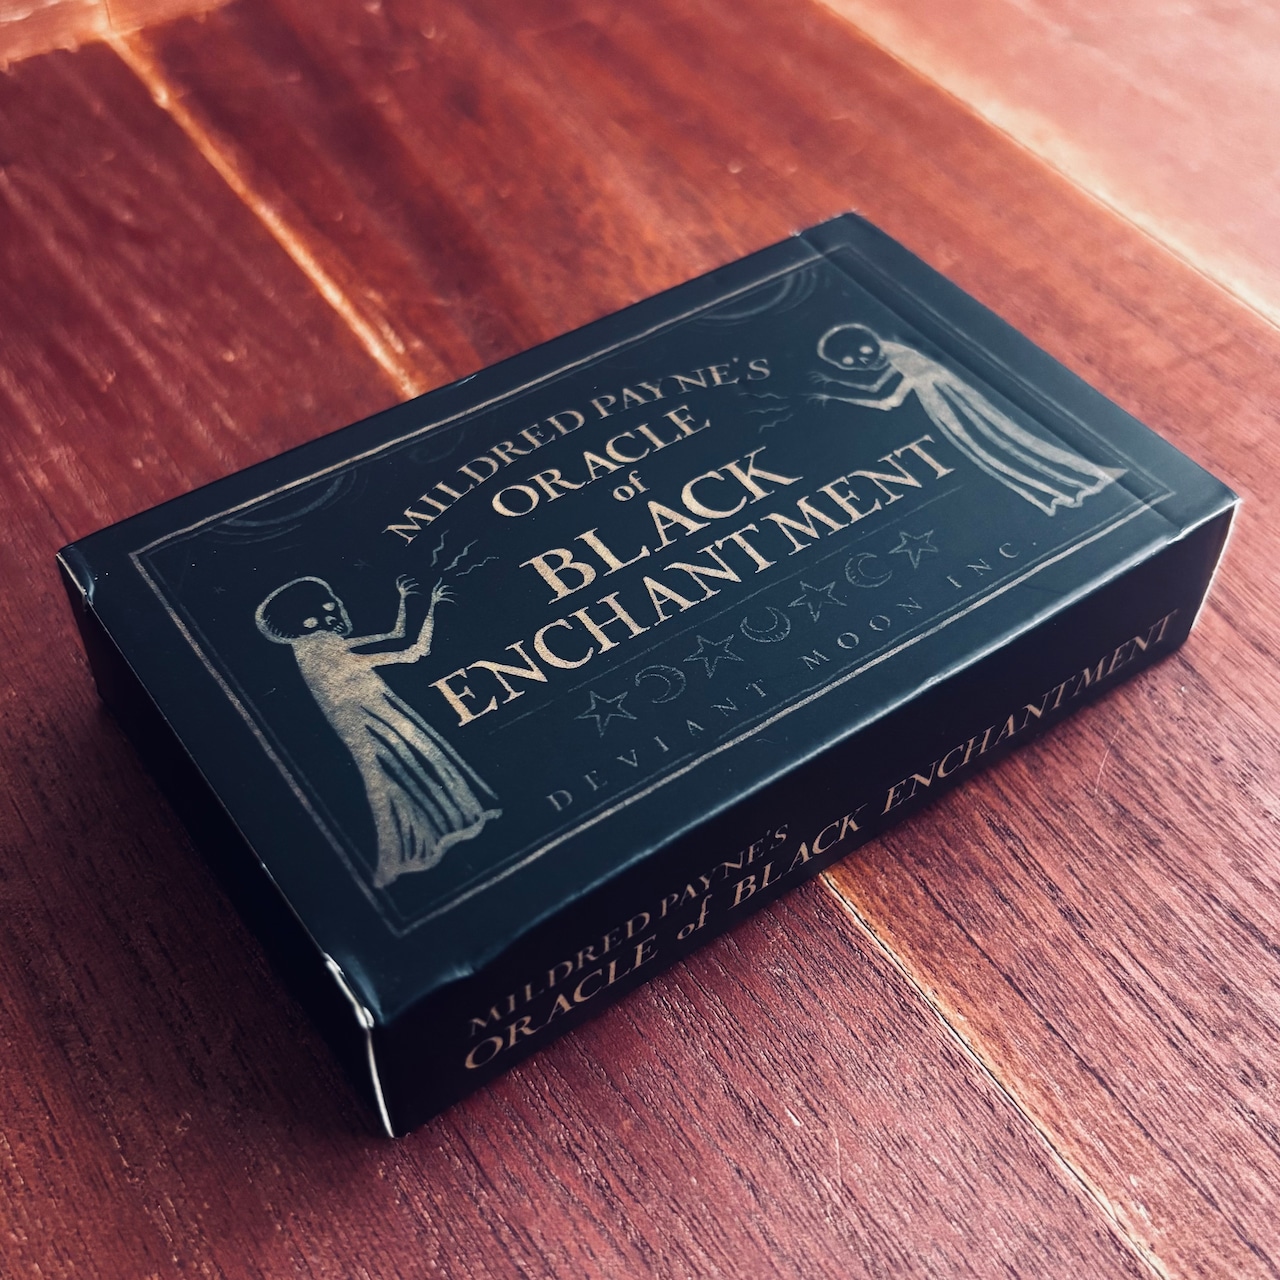 MILDRED PAYNE'S
ORACLE
of
BLACK
ENCHANTMENT
DEVIANT MOON INC.
MILDRED PAYNE'S
ORACLE of BLACK ENCHANTMENT